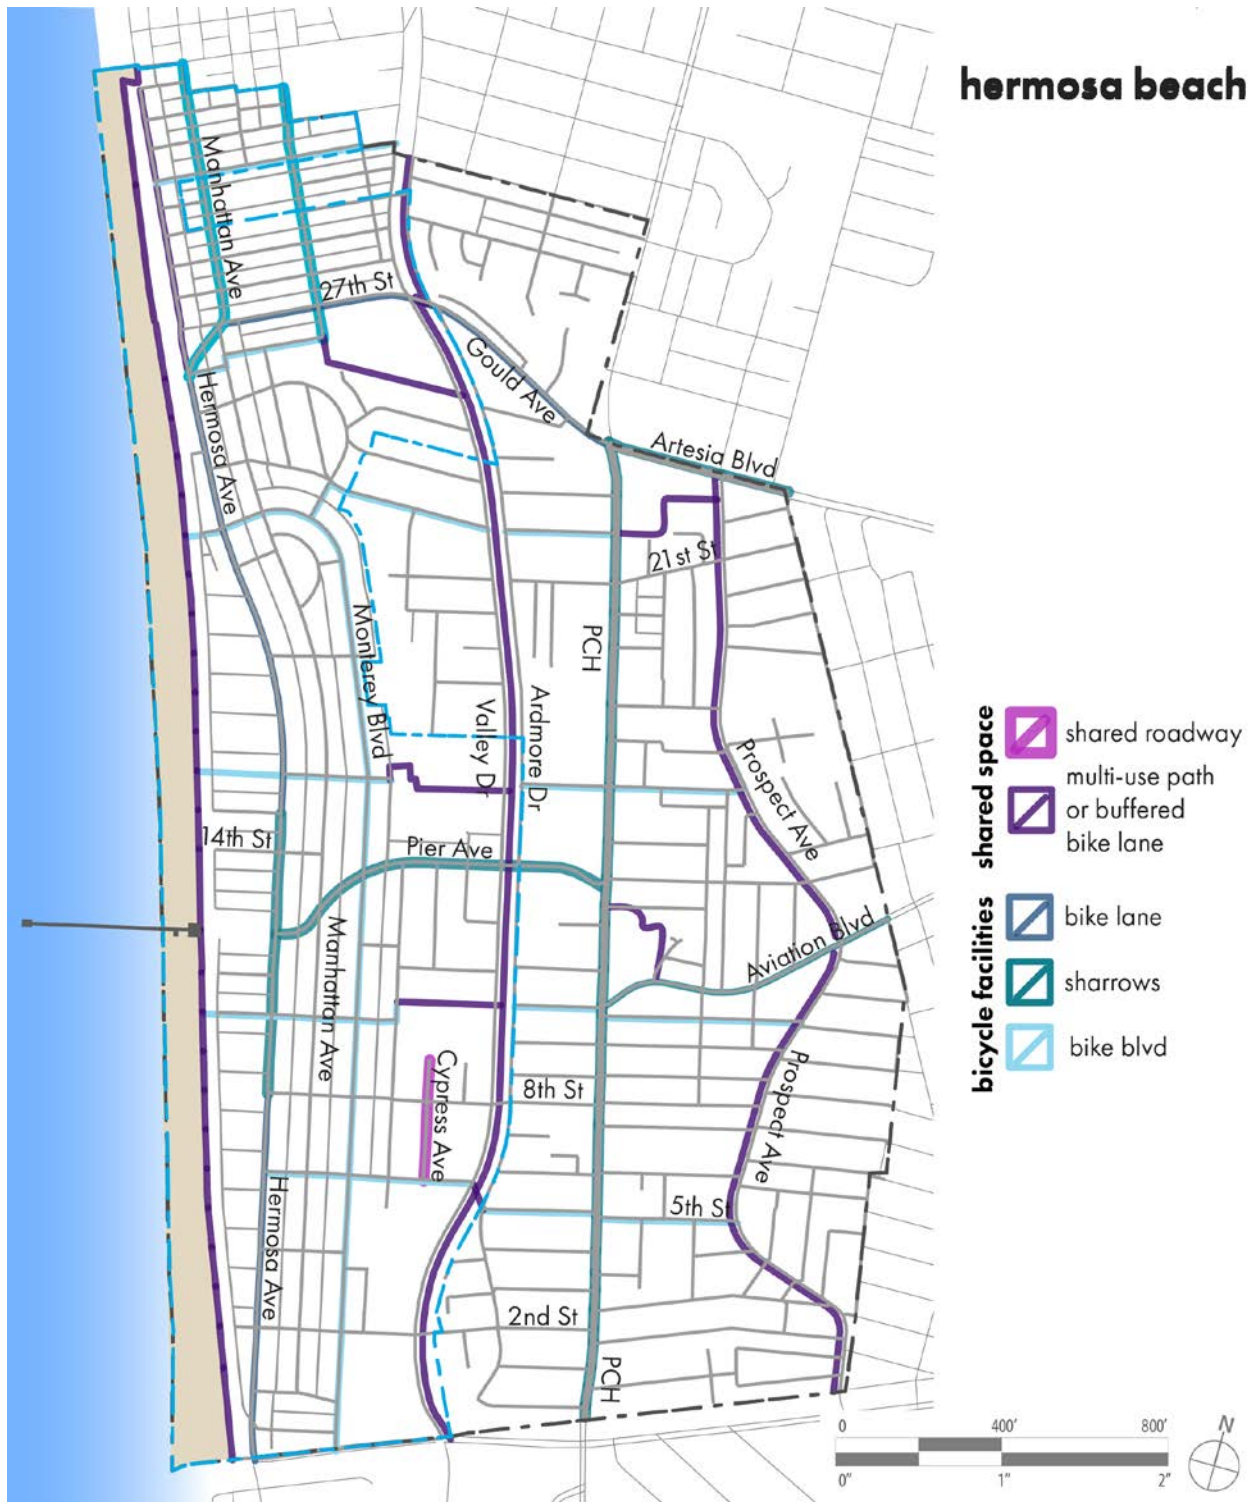 hermosa beach
Manhattan Ave
27th St
Gould Ave
Hermosa Ave
Artesia Blvd
21st St
PCH
Monterey Blvd
Valley Dr
Ardmore Dr
Prospect Ave
14th St
Pier Ave
Manhattan Ave
Aviation Blvd
Cypress Ave
8th St
Prospect Ave
5th St
Hermosa Ave
2nd St
PCH
shared space
shared roadway
multi-use path
or buffered
bike lane
bicycle facilities
bike lane
sharrows
bike blvd
0 400' 800'
0" 1" 2"
N